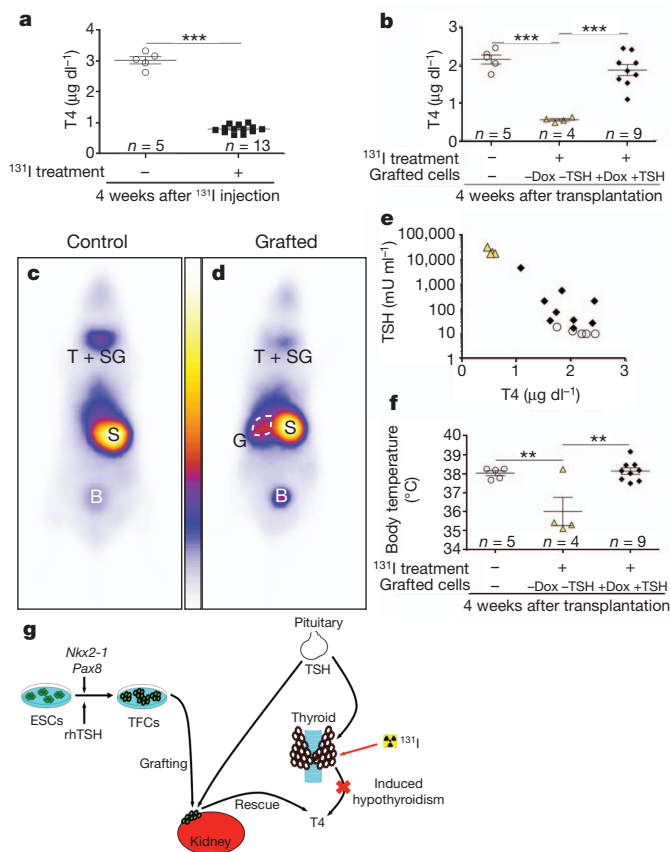 a
T4 (µg dl⁻¹)
4
3
2
1
0
***
n = 5
n = 13
¹³¹I treatment
–
+
4 weeks after ¹³¹I injection
b
T4 (µg dl⁻¹)
3
2
1
0
***
***
n = 5
n = 4
n = 9
¹³¹I treatment
–
+
+
Grafted cells
–
–Dox –TSH
+Dox +TSH
4 weeks after transplantation
Control
Grafted
c
T + SG
S
B
d
T + SG
G
S
B
e
TSH (mU ml⁻¹)
100,000
10,000
1,000
100
10
0
0
1
2
3
T4 (µg dl⁻¹)
f
Body temperature
(°C)
40
39
38
37
36
35
34
**
**
n = 5
n = 4
n = 9
¹³¹I treatment
–
+
+
Grafted cells
–
–Dox –TSH
+Dox +TSH
4 weeks after transplantation
g
Nkx2-1
Pax8
ESCs
rhTSH
TFCs
Grafting
Kidney
Rescue
Pituitary
TSH
Thyroid
¹³¹I
Induced
hypothyroidism
T4